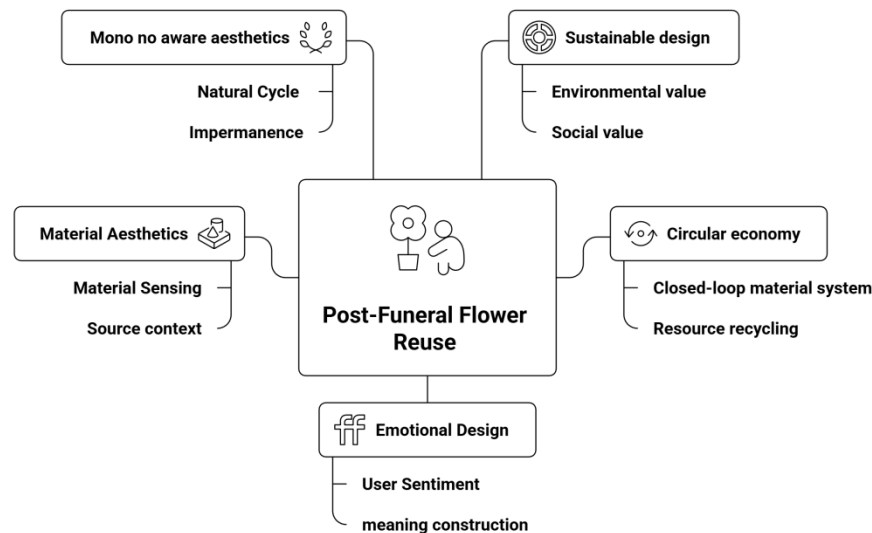 Mono no aware aesthetics
Natural Cycle
Impermanence
Sustainable design
Environmental value
Social value
Material Aesthetics
Material Sensing
Source context
Post-Funeral Flower
Reuse
Circular economy
Closed-loop material system
Resource recycling
ff
Emotional Design
User Sentiment
meaning construction